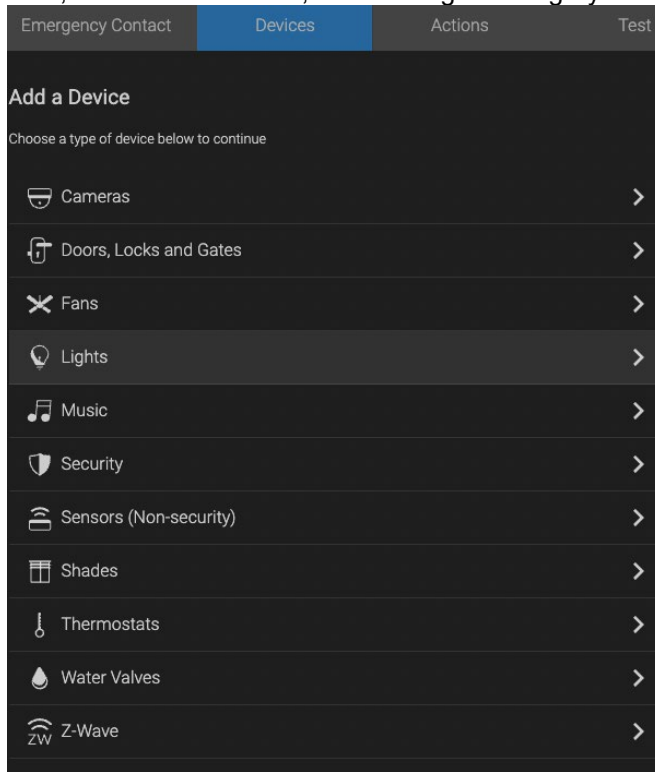 Emergency Contact Devices Actions Test
Add a Device
Choose a type of device below to continue
Cameras
Doors, Locks and Gates
Fans
Lights
Music
Security
Sensors (Non-security)
Shades
Thermostats
Water Valves
ZW Z-Wave